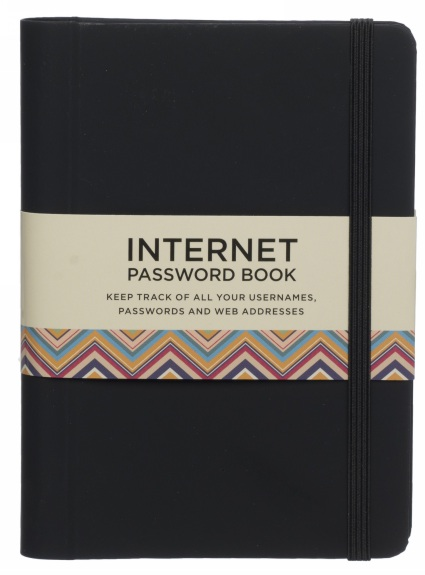 INTERNET
PASSWORD BOOK
KEEP TRACK OF ALL YOUR USERNAMES,
PASSWORDS AND WEB ADDRESSES